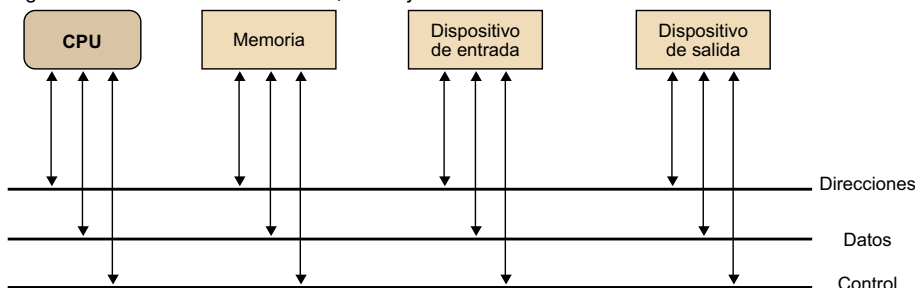 CPU
Memoria
Dispositivo
de entrada
Dispositivo
de salida
Direcciones
Datos
Control